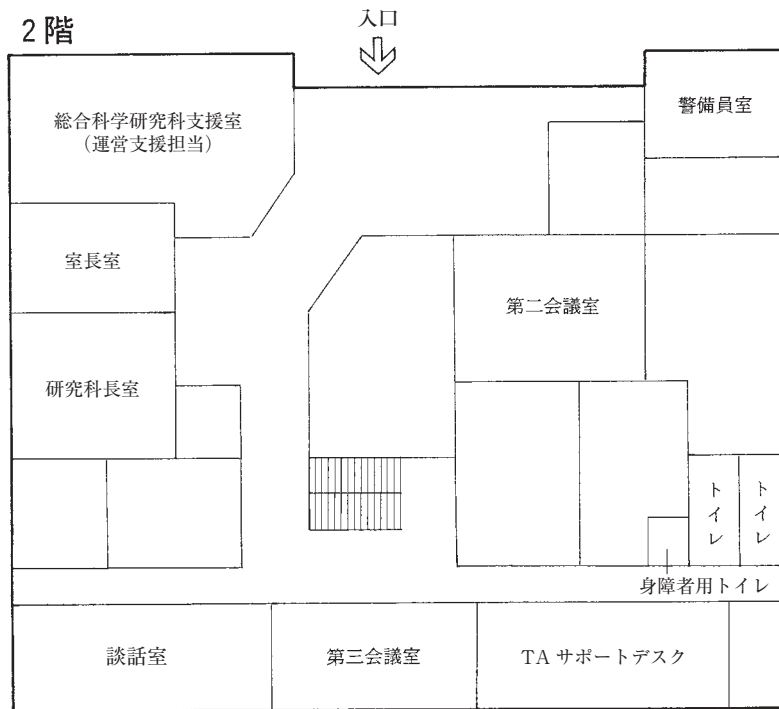 2階
入口
総合科学研究科支援室
（運営支援担当）
警備員室
室長室
第二会議室
研究科長室
トイレ
トイレ
身障者用トイレ
談話室
第三会議室
TAサポートデスク